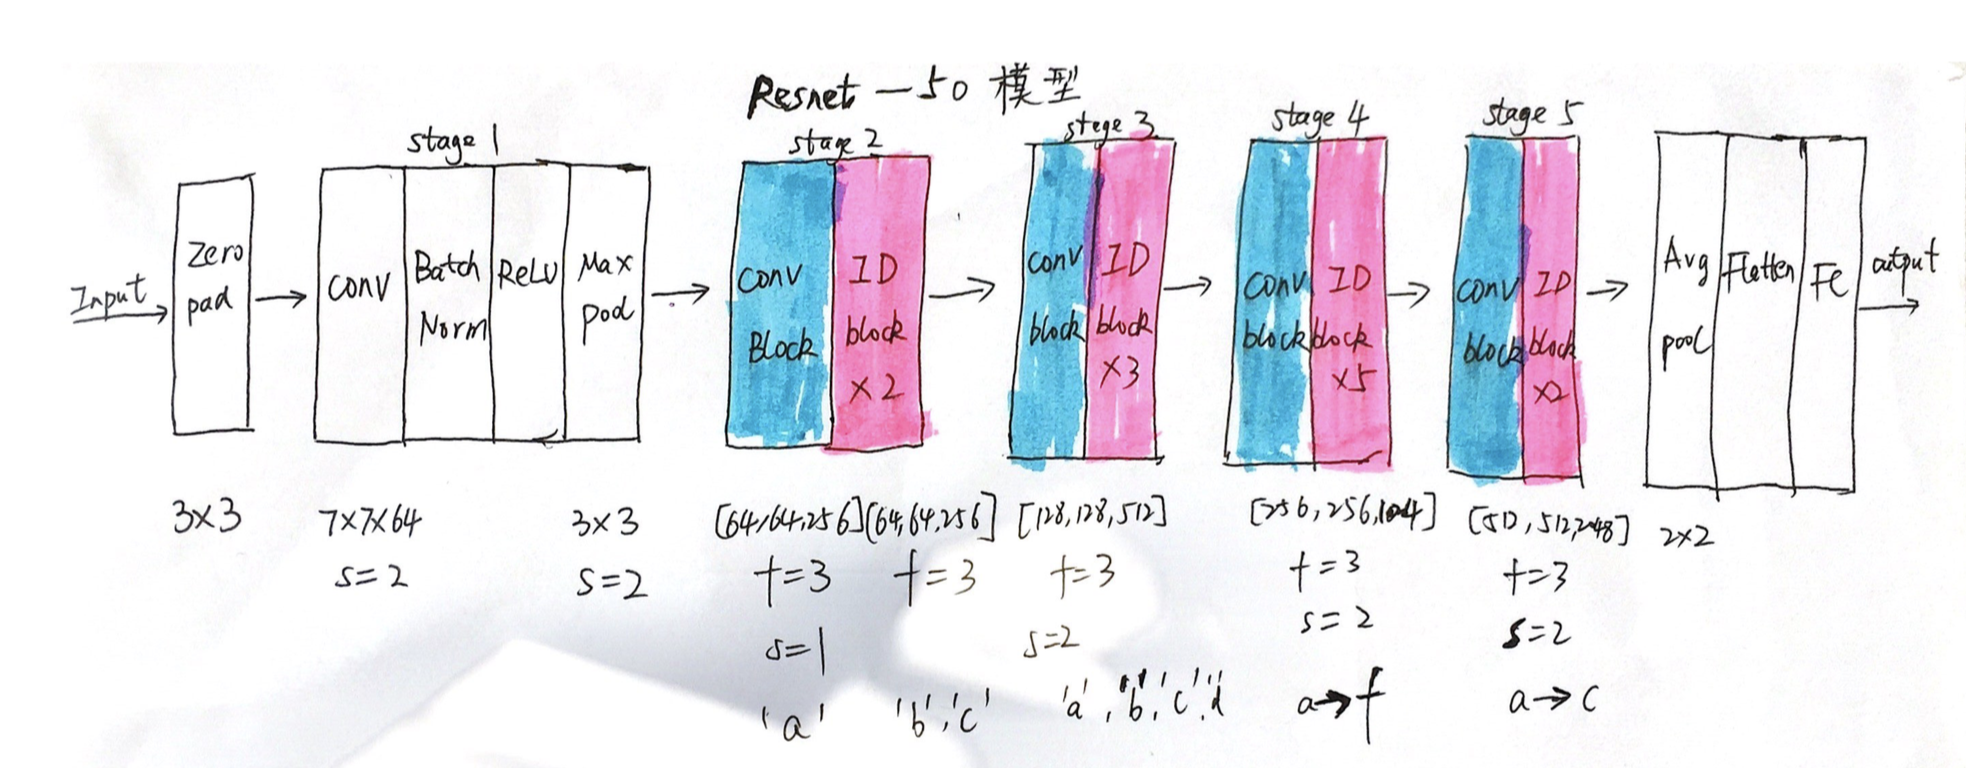 Resnet-50 模型
stage 1
stage 2
stage 3
stage 4
stage 5
Input
Zero
pad
CONV
Batch
Norm
ReLU
Max
pool
CONV
Block
ID
block
×2
conv
block
ID
block
×3
conv
block
ID
block
×5
conv
block
ID
block
×2
Avg
pool
Flatten
FC
output
3×3
7×7×64
s=2
3×3
s=2
[64,64,256]
f=3
s=1
'a'
[64,64,256]
f=3
'b','c'
[128,128,512]
f=3
s=2
'a','b','c','d
[256,256,1024]
f=3
s=2
a→f
[512,512,2048]
f=3
s=2
a→c
2×2